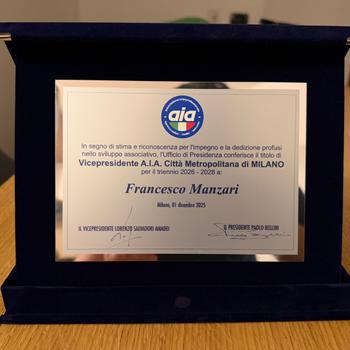 aia
In segno di stima e riconoscenza per l'impegno e la dedizione profusi
nello sviluppo associativo, l'Ufficio di Presidenza conferisce il titolo di
Vicepresidente A.I.A. Città Metropolitana di MILANO
per il triennio 2026 - 2028 a:
Francesco Manzari
Milano, 01 dicembre 2025
IL VICEPRESIDENTE LORENZO SALVADORI AMADEI
IL PRESIDENTE PAOLO BELLINI